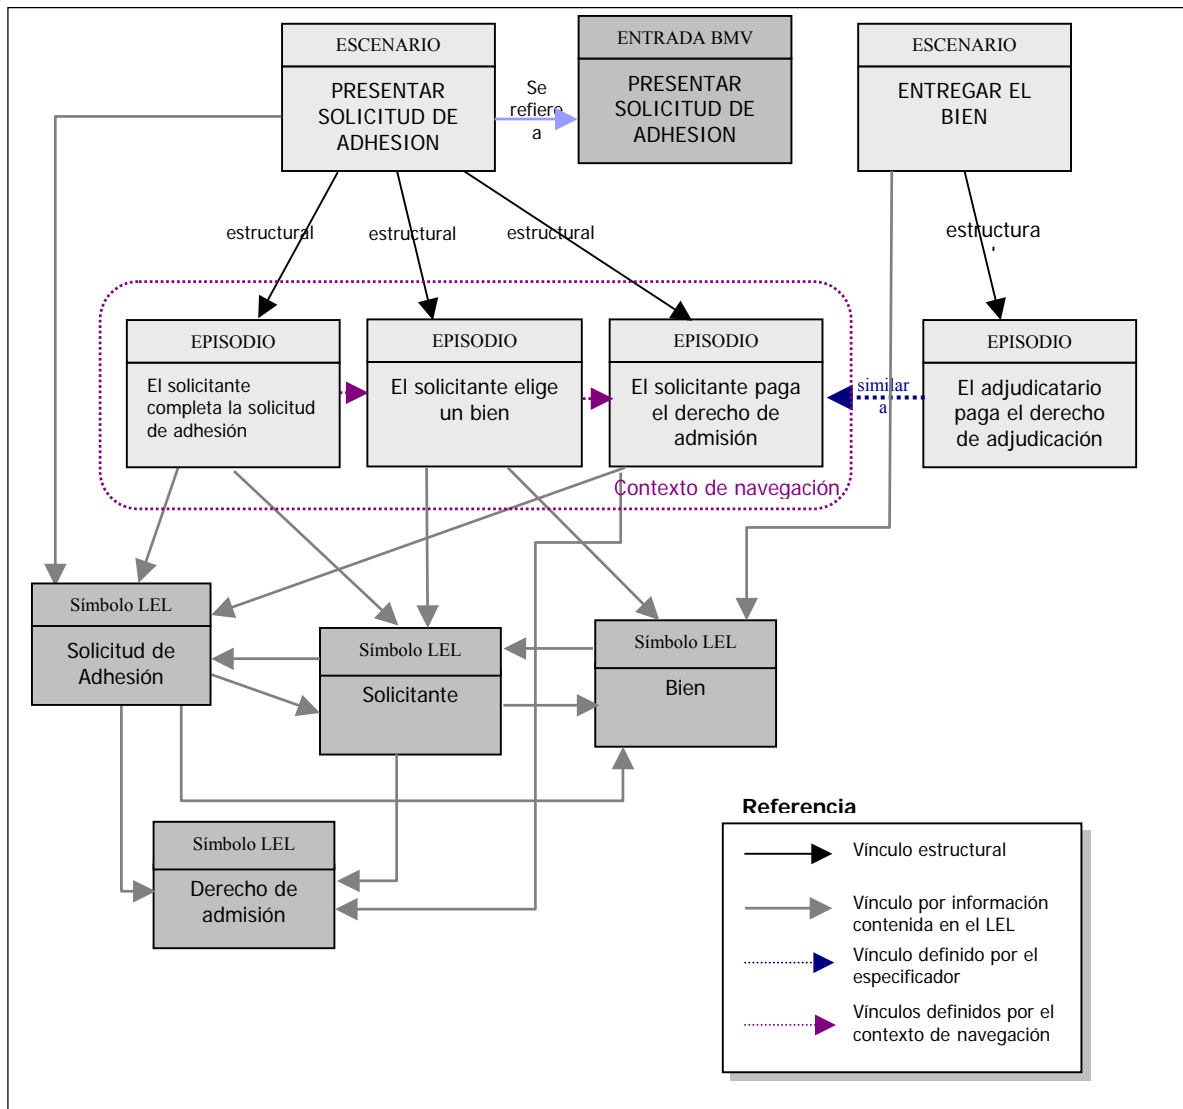 ESCENARIO
PRESENTAR
SOLICITUD DE
ADHESION
Se
refiere
a
ENTRADA BMV
PRESENTAR
SOLICITUD DE
ADHESION
ESCENARIO
ENTREGAR EL
BIEN
estructural
estructural
estructural
estructura
EPISODIO
El solicitante
completa la solicitud
de adhesión
EPISODIO
El solicitante elige
un bien
EPISODIO
El solicitante paga
el derecho de
admisión
similar
a
EPISODIO
El adjudicatario
paga el derecho
de adjudicación
Contexto de navegación
Símbolo LEL
Solicitud de
Adhesión
Símbolo LEL
Solicitante
Símbolo LEL
Bien
Símbolo LEL
Derecho de
admisión
Referencia
Vínculo estructural
Vínculo por información
contenida en el LEL
Vínculo definido por el
especificador
Vínculos definidos por el
contexto de navegación